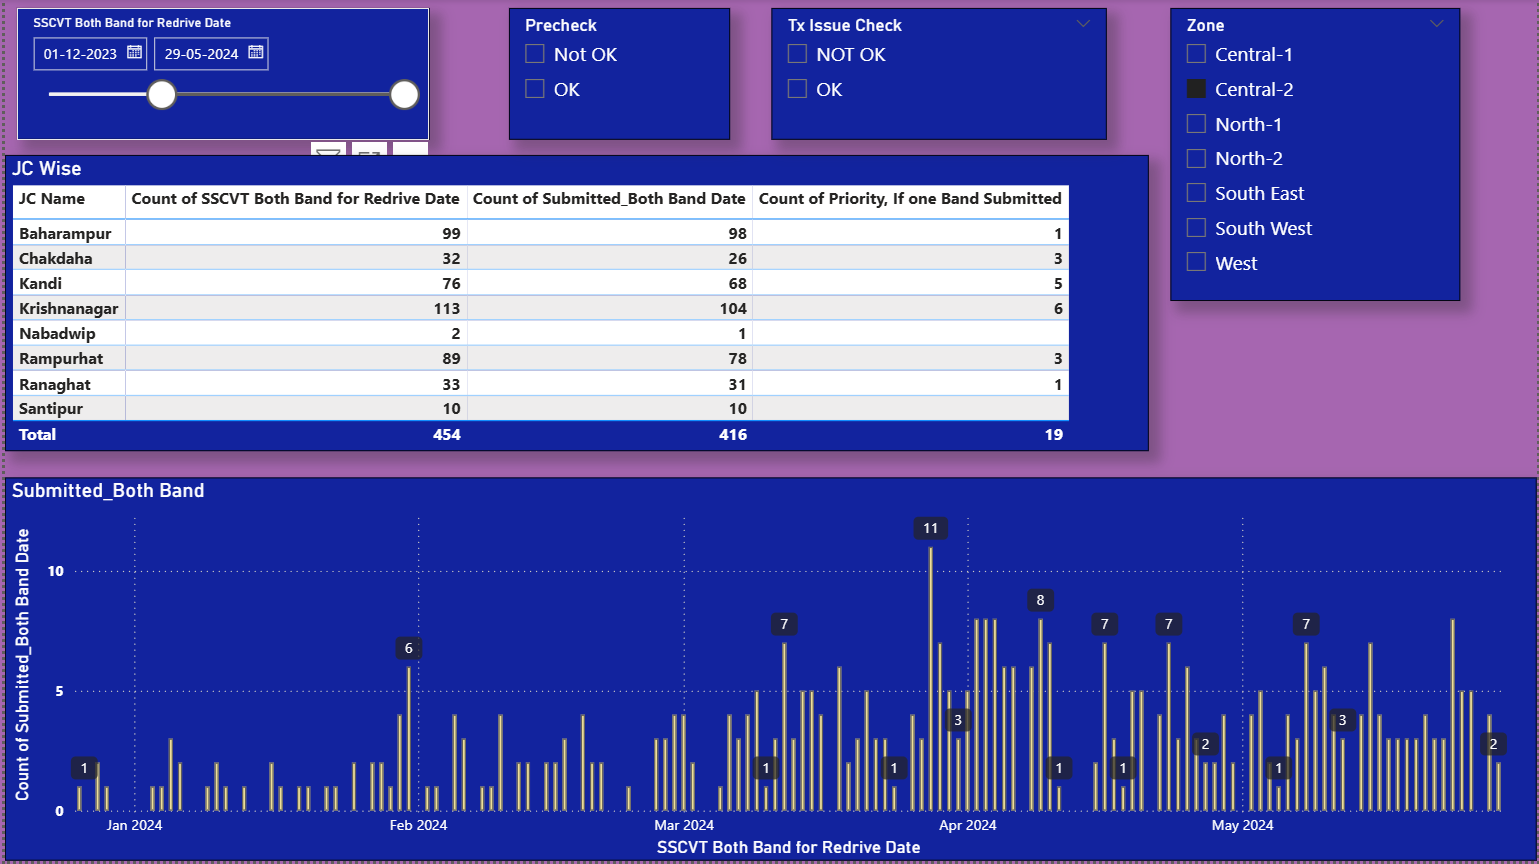 SSCVT Both Band for Redrive Date
01-12-2023 29-05-2024
Precheck
Not OK
OK
Tx Issue Check
NOT OK
OK
Zone
Central-1
Central-2
North-1
North-2
South East
South West
West
JC Wise
JC Name Count of SSCVT Both Band for Redrive Date Count of Submitted_Both Band Date Count of Priority, If one Band Submitted
Baharampur 99 98 1
Chakdaha 32 26 3
Kandi 76 68 5
Krishnanagar 113 104 6
Nabadwip 2 1
Rampurhat 89 78 3
Ranaghat 33 31 1
Santipur 10 10
Total 454 416 19
Submitted_Both Band
Count of Submitted_Both Band Date
10
5
0
1
6
7
1
1
11
3
8
1
7
1
7
2
1
7
3
2
Jan 2024 Feb 2024 Mar 2024 Apr 2024 May 2024
SSCVT Both Band for Redrive Date